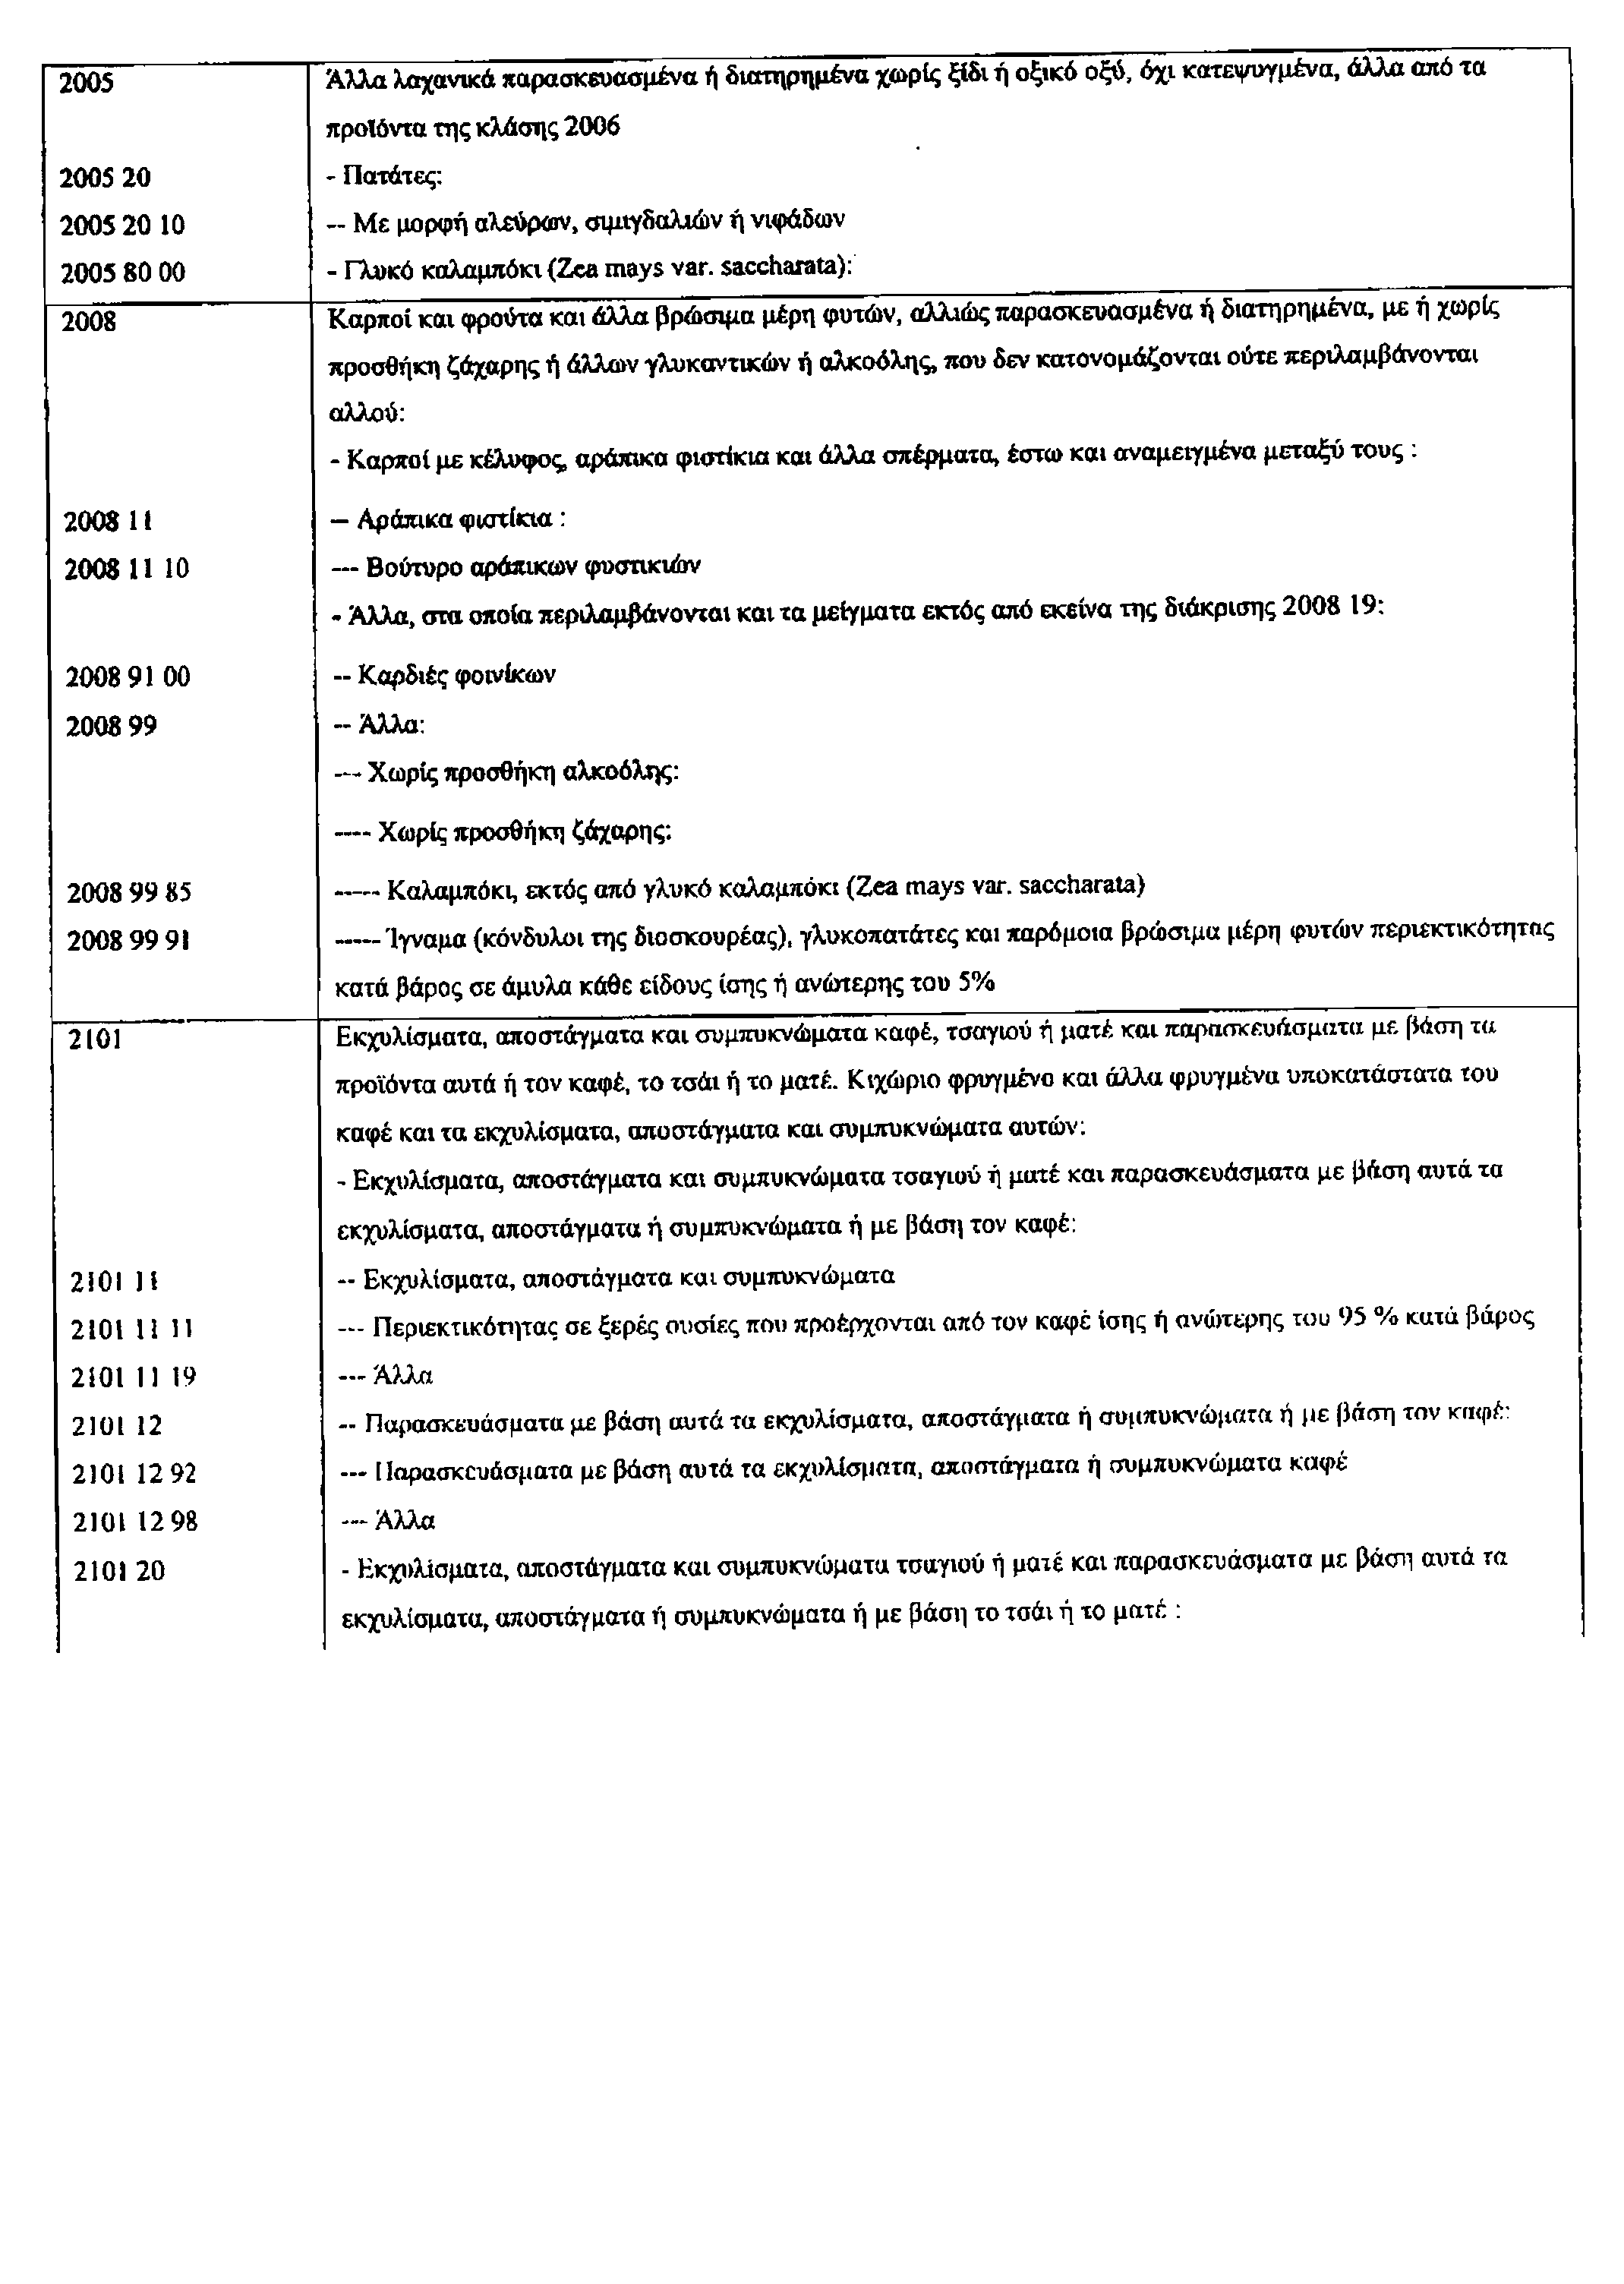 2005 Άλλα λαχανικά παρασκευασμένα ή διατηρημένα χωρίς ξίδι ή οξικό οξύ, όχι κατεψυγμένα, άλλα από τα
προϊόντα της κλάσης 2006
2005 20 - Πατάτες:
2005 20 10 -- Με μορφή αλεύρων, σιμιγδαλιών ή νιφάδων
2005 80 00 - Γλυκό καλαμπόκι (Zea mays var. saccharata):
2008 Καρποί και φρούτα και άλλα βρώσιμα μέρη φυτών, αλλιώς παρασκευασμένα ή διατηρημένα, με ή χωρίς
προσθήκη ζάχαρης ή άλλων γλυκαντικών ή αλκοόλης, που δεν κατονομάζονται ούτε περιλαμβάνονται
αλλού:
- Καρποί με κέλυφος, αράπικα φιστίκια και άλλα σπέρματα, έστω και αναμειγμένα μεταξύ τους :
2008 11 -- Αράπικα φιστίκια :
2008 11 10 --- Βούτυρο αράπικων φυστικιών
- Άλλα, στα οποία περιλαμβάνονται και τα μείγματα εκτός από εκείνα της διάκρισης 2008 19:
2008 91 00 -- Καρδιές φοινίκων
2008 99 -- Άλλα:
--- Χωρίς προσθήκη αλκοόλης:
---- Χωρίς προσθήκη ζάχαρης:
2008 99 85 ----- Καλαμπόκι, εκτός από γλυκό καλαμπόκι (Zea mays var. saccharata)
2008 99 91 ----- Ίγναμα (κόνδυλοι της διοσκουρέας), γλυκοπατάτες και παρόμοια βρώσιμα μέρη φυτών περιεκτικότητας
κατά βάρος σε άμυλα κάθε είδους ίσης ή ανώτερης του 5%
2101 Εκχυλίσματα, αποστάγματα και συμπυκνώματα καφέ, τσαγιού ή ματέ και παρασκευάσματα με βάση τα
προϊόντα αυτά ή τον καφέ, το τσάι ή το ματέ. Κιχώριο φρυγμένο και άλλα φρυγμένα υποκατάστατα του
καφέ και τα εκχυλίσματα, αποστάγματα και συμπυκνώματα αυτών:
- Εκχυλίσματα, αποστάγματα και συμπυκνώματα τσαγιού ή ματέ και παρασκευάσματα με βάση αυτά τα
εκχυλίσματα, αποστάγματα ή συμπυκνώματα ή με βάση τον καφέ:
2101 11 -- Εκχυλίσματα, αποστάγματα και συμπυκνώματα
2101 11 11 --- Περιεκτικότητας σε ξερές ουσίες που προέρχονται από τον καφέ ίσης ή ανώτερης του 95 % κατά βάρος
2101 11 19 --- Άλλα
2101 12 -- Παρασκευάσματα με βάση αυτά τα εκχυλίσματα, αποστάγματα ή συμπυκνώματα ή με βάση τον καφέ:
2101 12 92 --- Παρασκευάσματα με βάση αυτά τα εκχυλίσματα, αποστάγματα ή συμπυκνώματα καφέ
2101 12 98 --- Άλλα
2101 20 - Εκχυλίσματα, αποστάγματα και συμπυκνώματα τσαγιού ή ματέ και παρασκευάσματα με βάση αυτά τα
εκχυλίσματα, αποστάγματα ή συμπυκνώματα ή με βάση το τσάι ή το ματέ :